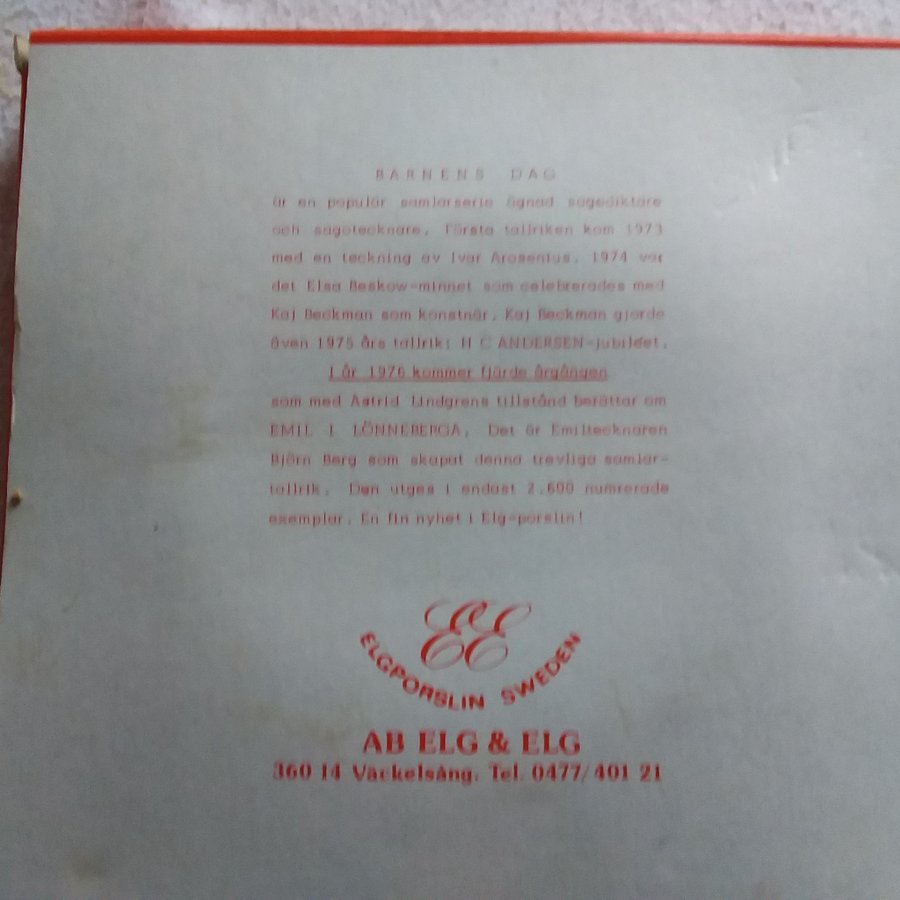 BARNENS DAG
är en populär samlarserie ägnad sagodiktare
och sagotecknare. Första tallriken kom 1973
med en teckning av Ivar Arosenius. 1974 var
det Elsa Beskow-minnet som celebrerades med
Kaj Beckman som konstnär. Kaj Beckman gjorde
även 1975 års tallrik: H C ANDERSEN-jubiléet.
I år 1976 kommer fjärde årgången
som med Astrid Lindgrens tillstånd berättar om
EMIL I LÖNNEBERGA. Det är Emiltecknaren
Björn Berg som skapat denna trevliga samlar-
tallrik. Den utges i endast 2.600 numrerade
exemplar. En fin nyhet i Elg-porslin!
EE
ELGPORSLIN SWEDEN
AB ELG & ELG
360 14 Väckelsång. Tel. 0477/401 21